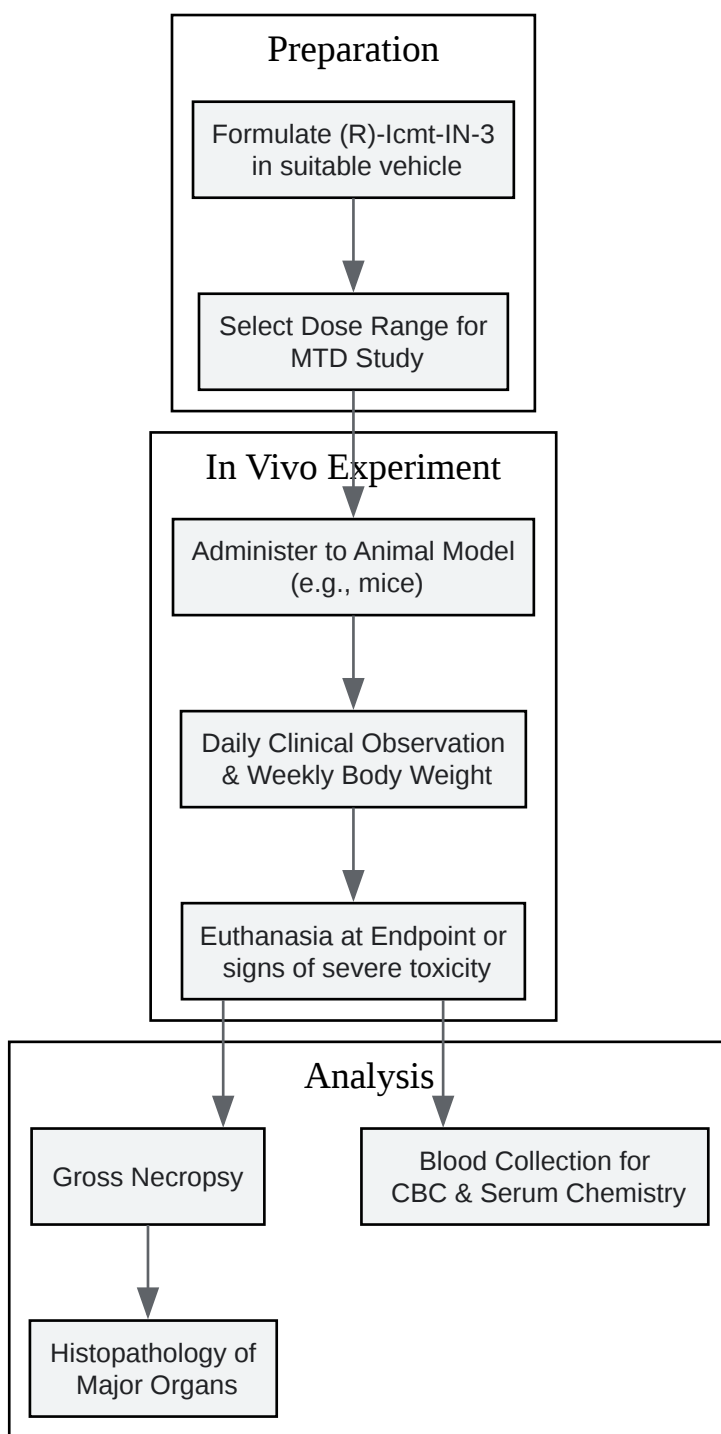 Preparation
Formulate (R)-Icmt-IN-3
in suitable vehicle
Select Dose Range for
MTD Study
In Vivo Experiment
Administer to Animal Model
(e.g., mice)
Daily Clinical Observation
& Weekly Body Weight
Euthanasia at Endpoint or
signs of severe toxicity
Analysis
Gross Necropsy
Blood Collection for
CBC & Serum Chemistry
Histopathology of
Major Organs